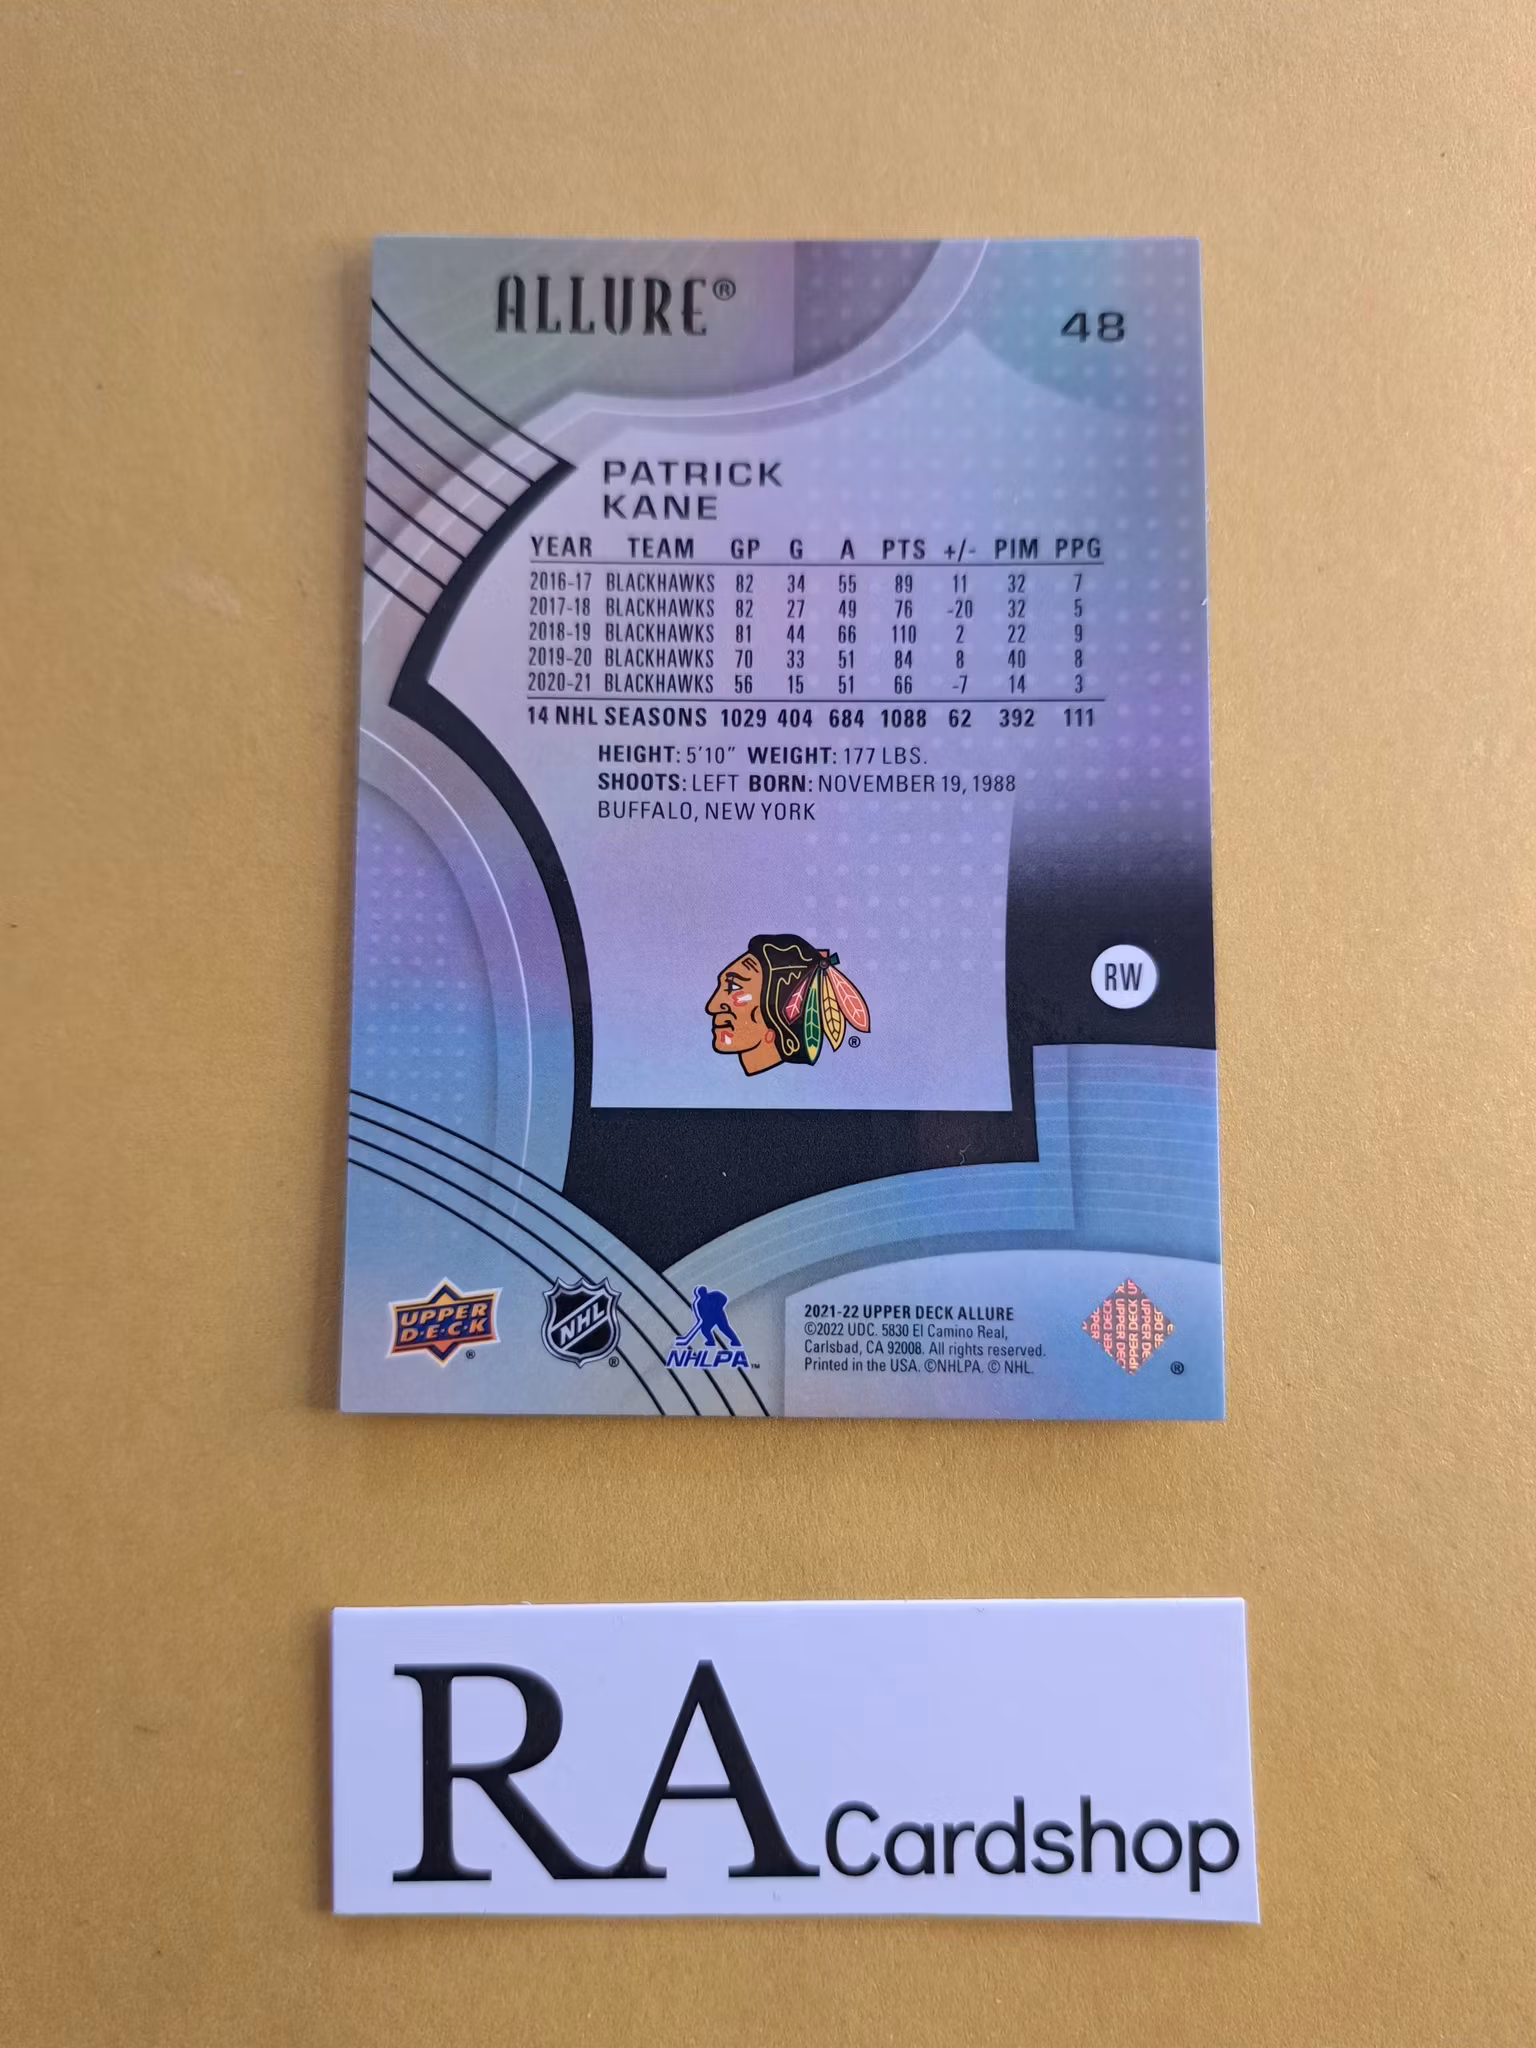 ALLURE®
48
PATRICK
KANE
YEAR TEAM GP G A PTS +/- PIM PPG
2016-17 BLACKHAWKS 82 34 55 89 11 32 7
2017-18 BLACKHAWKS 82 27 49 76 -20 32 5
2018-19 BLACKHAWKS 81 44 66 110 2 22 9
2019-20 BLACKHAWKS 70 33 51 84 8 40 8
2020-21 BLACKHAWKS 56 15 51 66 -7 14 3
14 NHL SEASONS 1029 404 684 1088 62 392 111
HEIGHT: 5'10" WEIGHT: 177 LBS.
SHOOTS: LEFT BORN: NOVEMBER 19, 1988
BUFFALO, NEW YORK
®
RW
UPPER
D·E·C·K
®
NHL
®
NHLPA™
2021-22 UPPER DECK ALLURE
©2022 UDC. 5830 El Camino Real,
Carlsbad, CA 92008. All rights reserved.
Printed in the USA. ©NHLPA. © NHL.
®
RA Cardshop